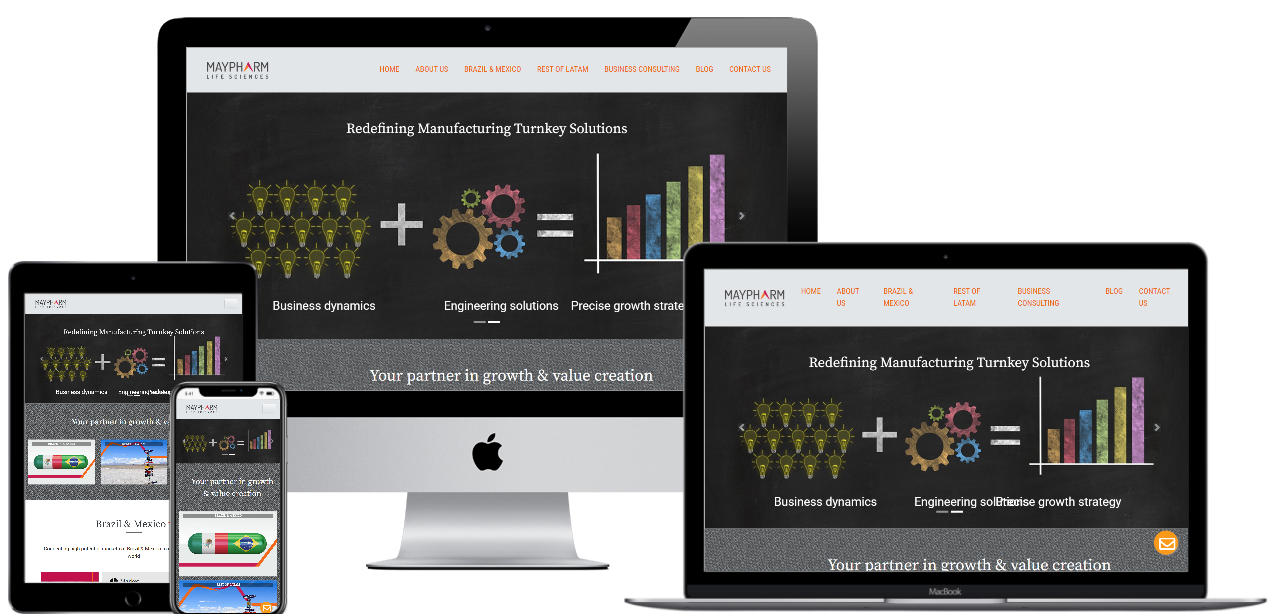 MAYPHARM
LIFE SCIENCES
HOME ABOUT US BRAZIL & MEXICO REST OF LATAM BUSINESS CONSULTING BLOG CONTACT US
Redefining Manufacturing Turnkey Solutions
Business dynamics Engineering solutions Precise growth strate
Your partner in growth & value creation
MAYPHARM
LIFE SCIENCES
HOME ABOUT US BRAZIL & MEXICO REST OF LATAM BUSINESS CONSULTING BLOG CONTACT US
Redefining Manufacturing Turnkey Solutions
Business dynamics Engineering solutions Precise growth strategy
Your partner in growth & value creation
MacBook
MAYPHARM
LIFE SCIENCES
Redefining Manufacturing Turnkey Solutions
Business dynamics
Your partner in growth & v
Brazil & Mexico
world
Market
MAYPHARM
LIFE SCIENCES
Your partner in growth
& value creation